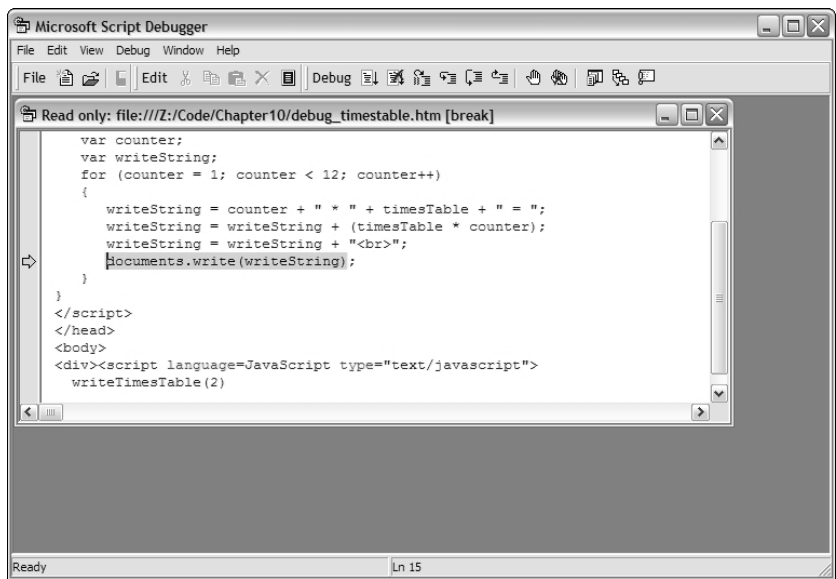 Microsoft Script Debugger
File Edit View Debug Window Help
File Edit Debug
Read only: file:///Z:/Code/Chapter10/debug_timestable.htm [break]
var counter;
var writeString;
for (counter = 1; counter < 12; counter++)
{
writeString = counter + " * " + timesTable + " = ";
writeString = writeString + (timesTable * counter);
writeString = writeString + "<br>";
documents.write(writeString);
}
}
</script>
</head>
<body>
<div><script language=JavaScript type="text/javascript">
writeTimesTable(2)
Ready Ln 15